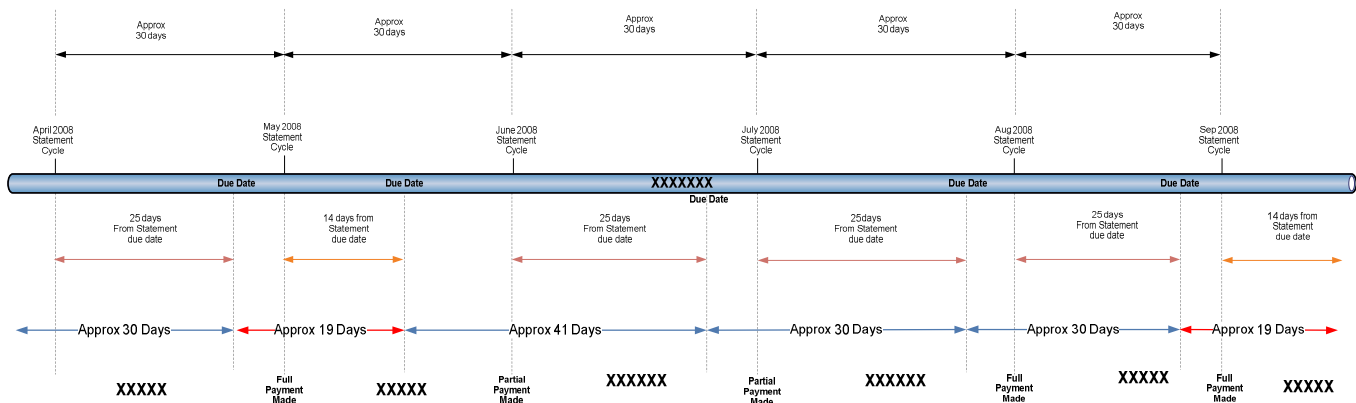 Approx
30 days
Approx
30 days
Approx
30 days
Approx
30 days
Approx
30 days
April 2008
Statement
Cycle
May 2008
Statement
Cycle
June 2008
Statement
Cycle
July 2008
Statement
Cycle
Aug 2008
Statement
Cycle
Sep 2008
Statement
Cycle
Due Date
Due Date
XXXXXXX
Due Date
Due Date
Due Date
25 days
From Statement
due date
14 days from
Statement
due date
25 days
From Statement
due date
25 days
From Statement
due date
25 days
From Statement
due date
14 days from
Statement
due date
Approx 30 Days
Approx 19 Days
Approx 41 Days
Approx 30 Days
Approx 30 Days
Approx 19 Days
XXXXX
Full
Payment
Made
XXXXX
Partial
Payment
Made
XXXXXX
Partial
Payment
Made
XXXXXX
Full
Payment
Made
XXXXX
Full
Payment
Made
XXXXX